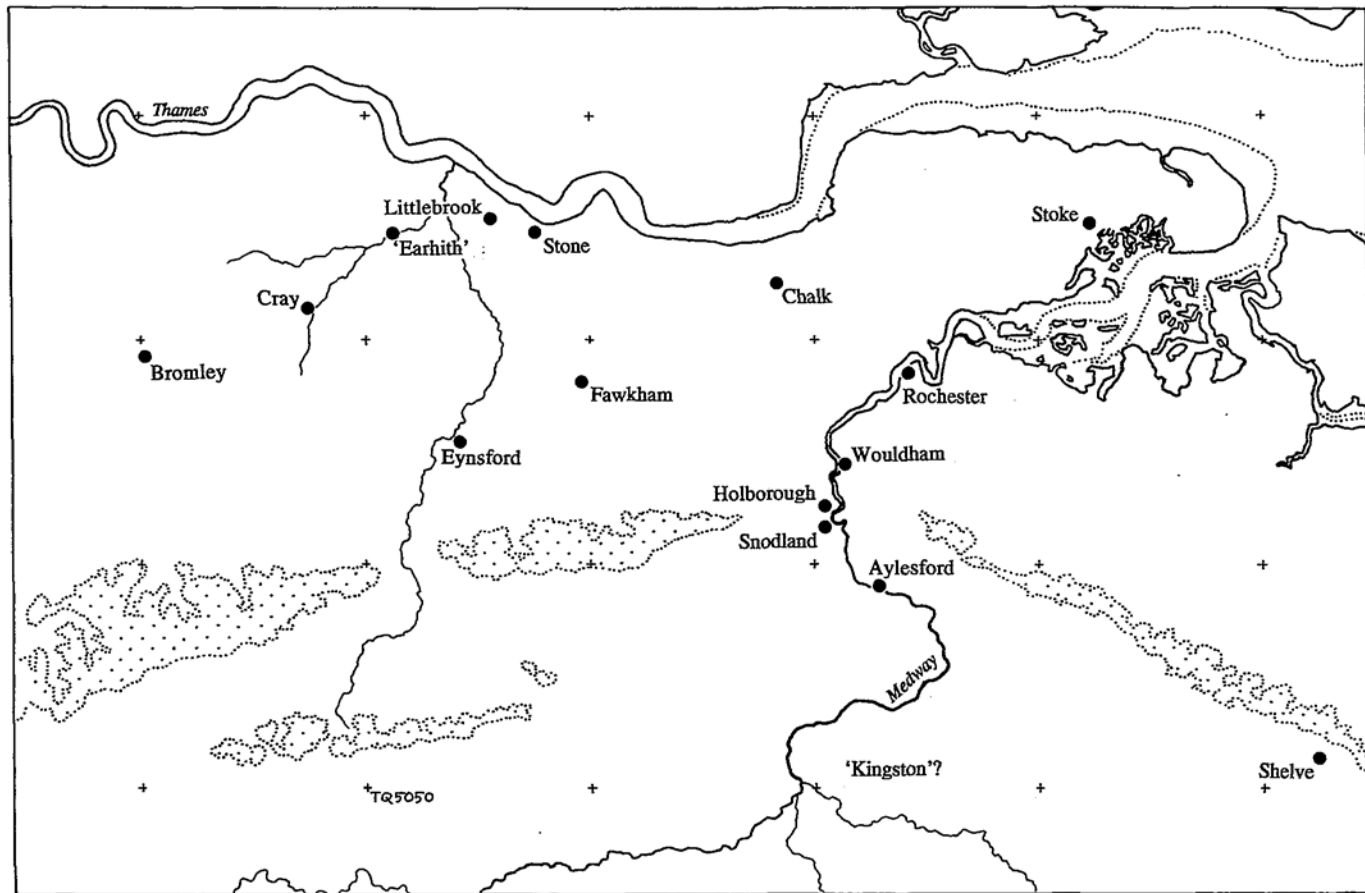 Thames
Littlebrook
'Earhith'
Stone
Stoke
Cray
Chalk
Bromley
Fawkham
Rochester
Eynsford
Wouldham
Holborough
Snodland
Aylesford
Medway
'Kingston'?
Shelve
TQ5050